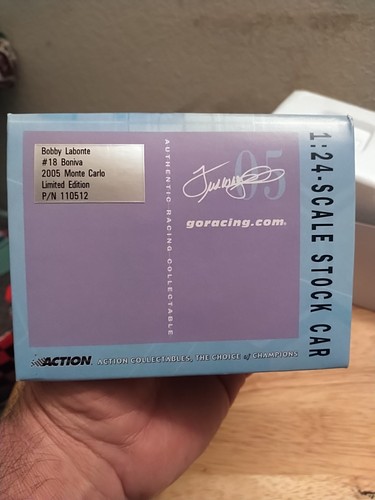 Bobby Labonte
#18 Boniva
2005 Monte Carlo
Limited Edition
P/N 110512
AUTHENTIC RACING COLLECTABLE
05
goracing.com
1:24-SCALE STOCK CAR
ACTION
ACTION COLLECTABLES, THE CHOICE of CHAMPIONS